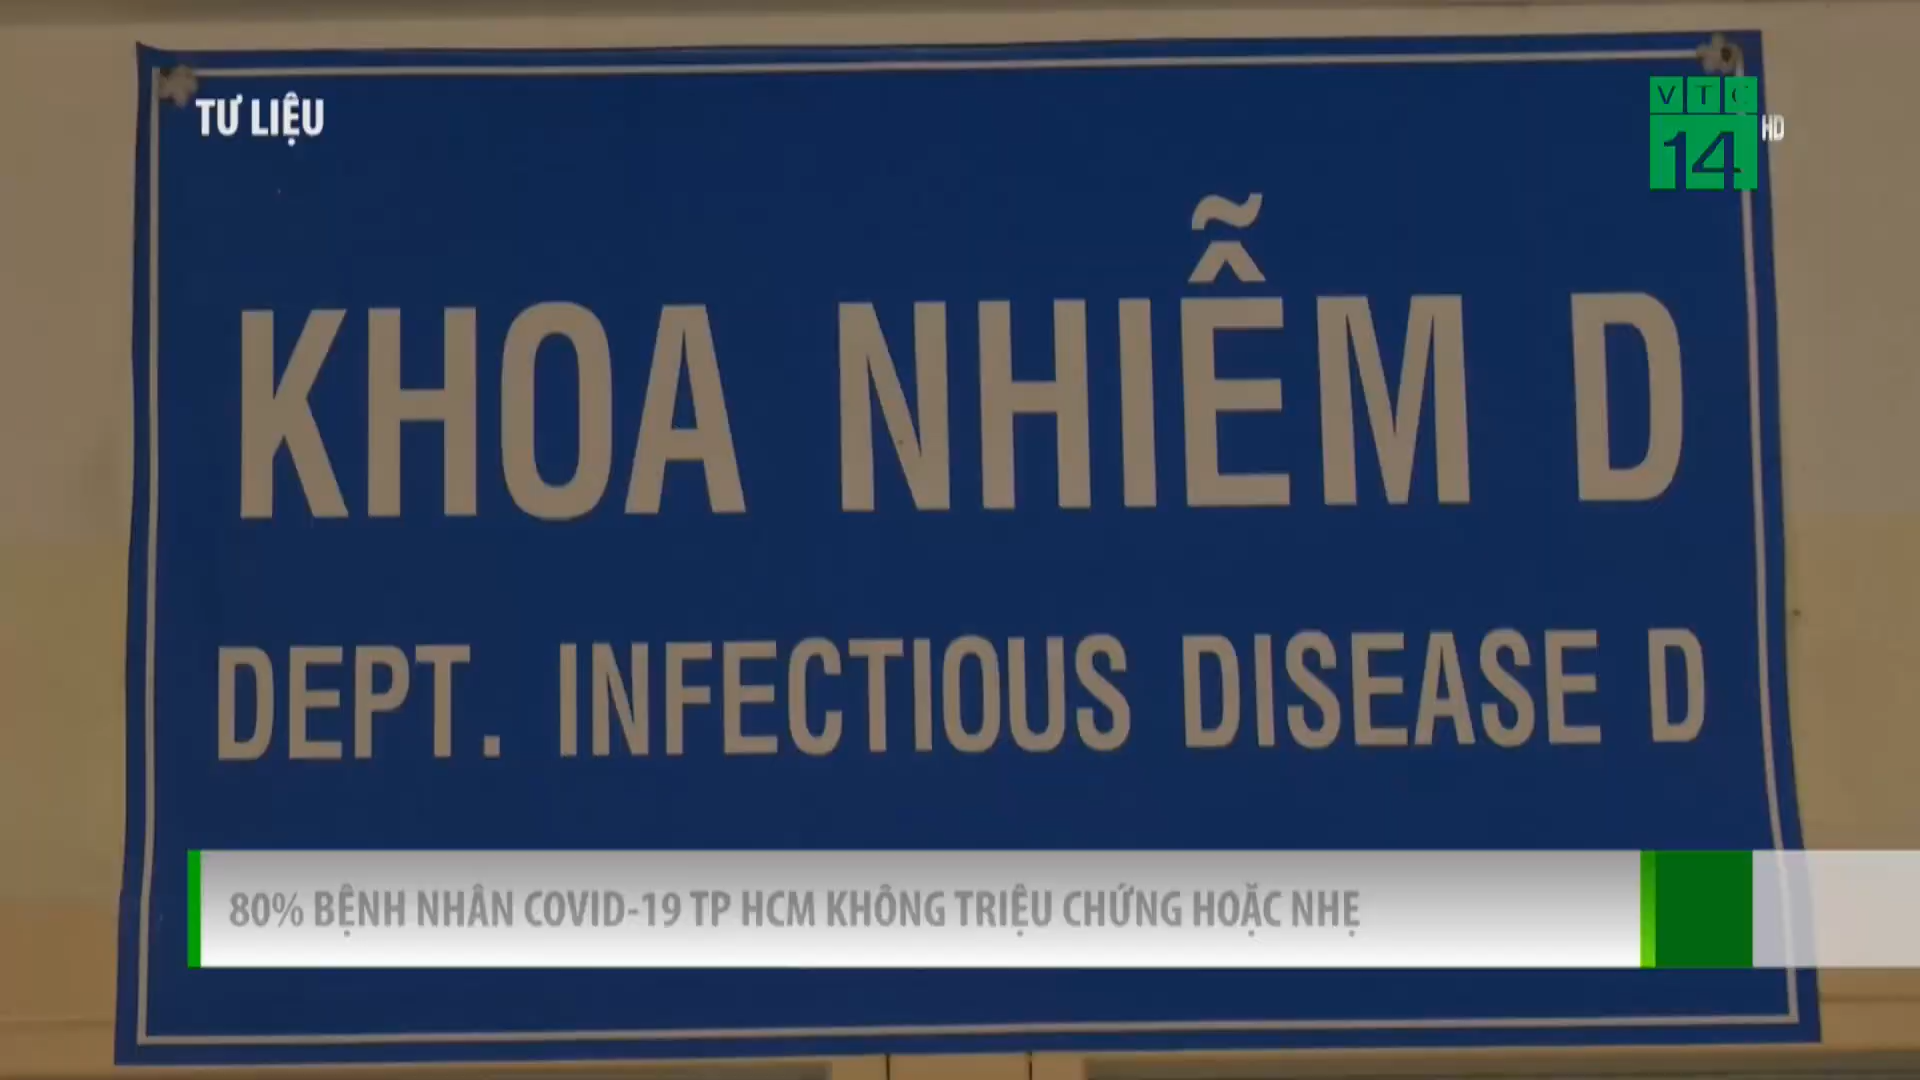 TƯ LIỆU
VTC
14
HD
KHOA NHIỄM D
DEPT. INFECTIOUS DISEASE D
80% BỆNH NHÂN COVID-19 TP HCM KHÔNG TRIỆU CHỨNG HOẶC NHẸ